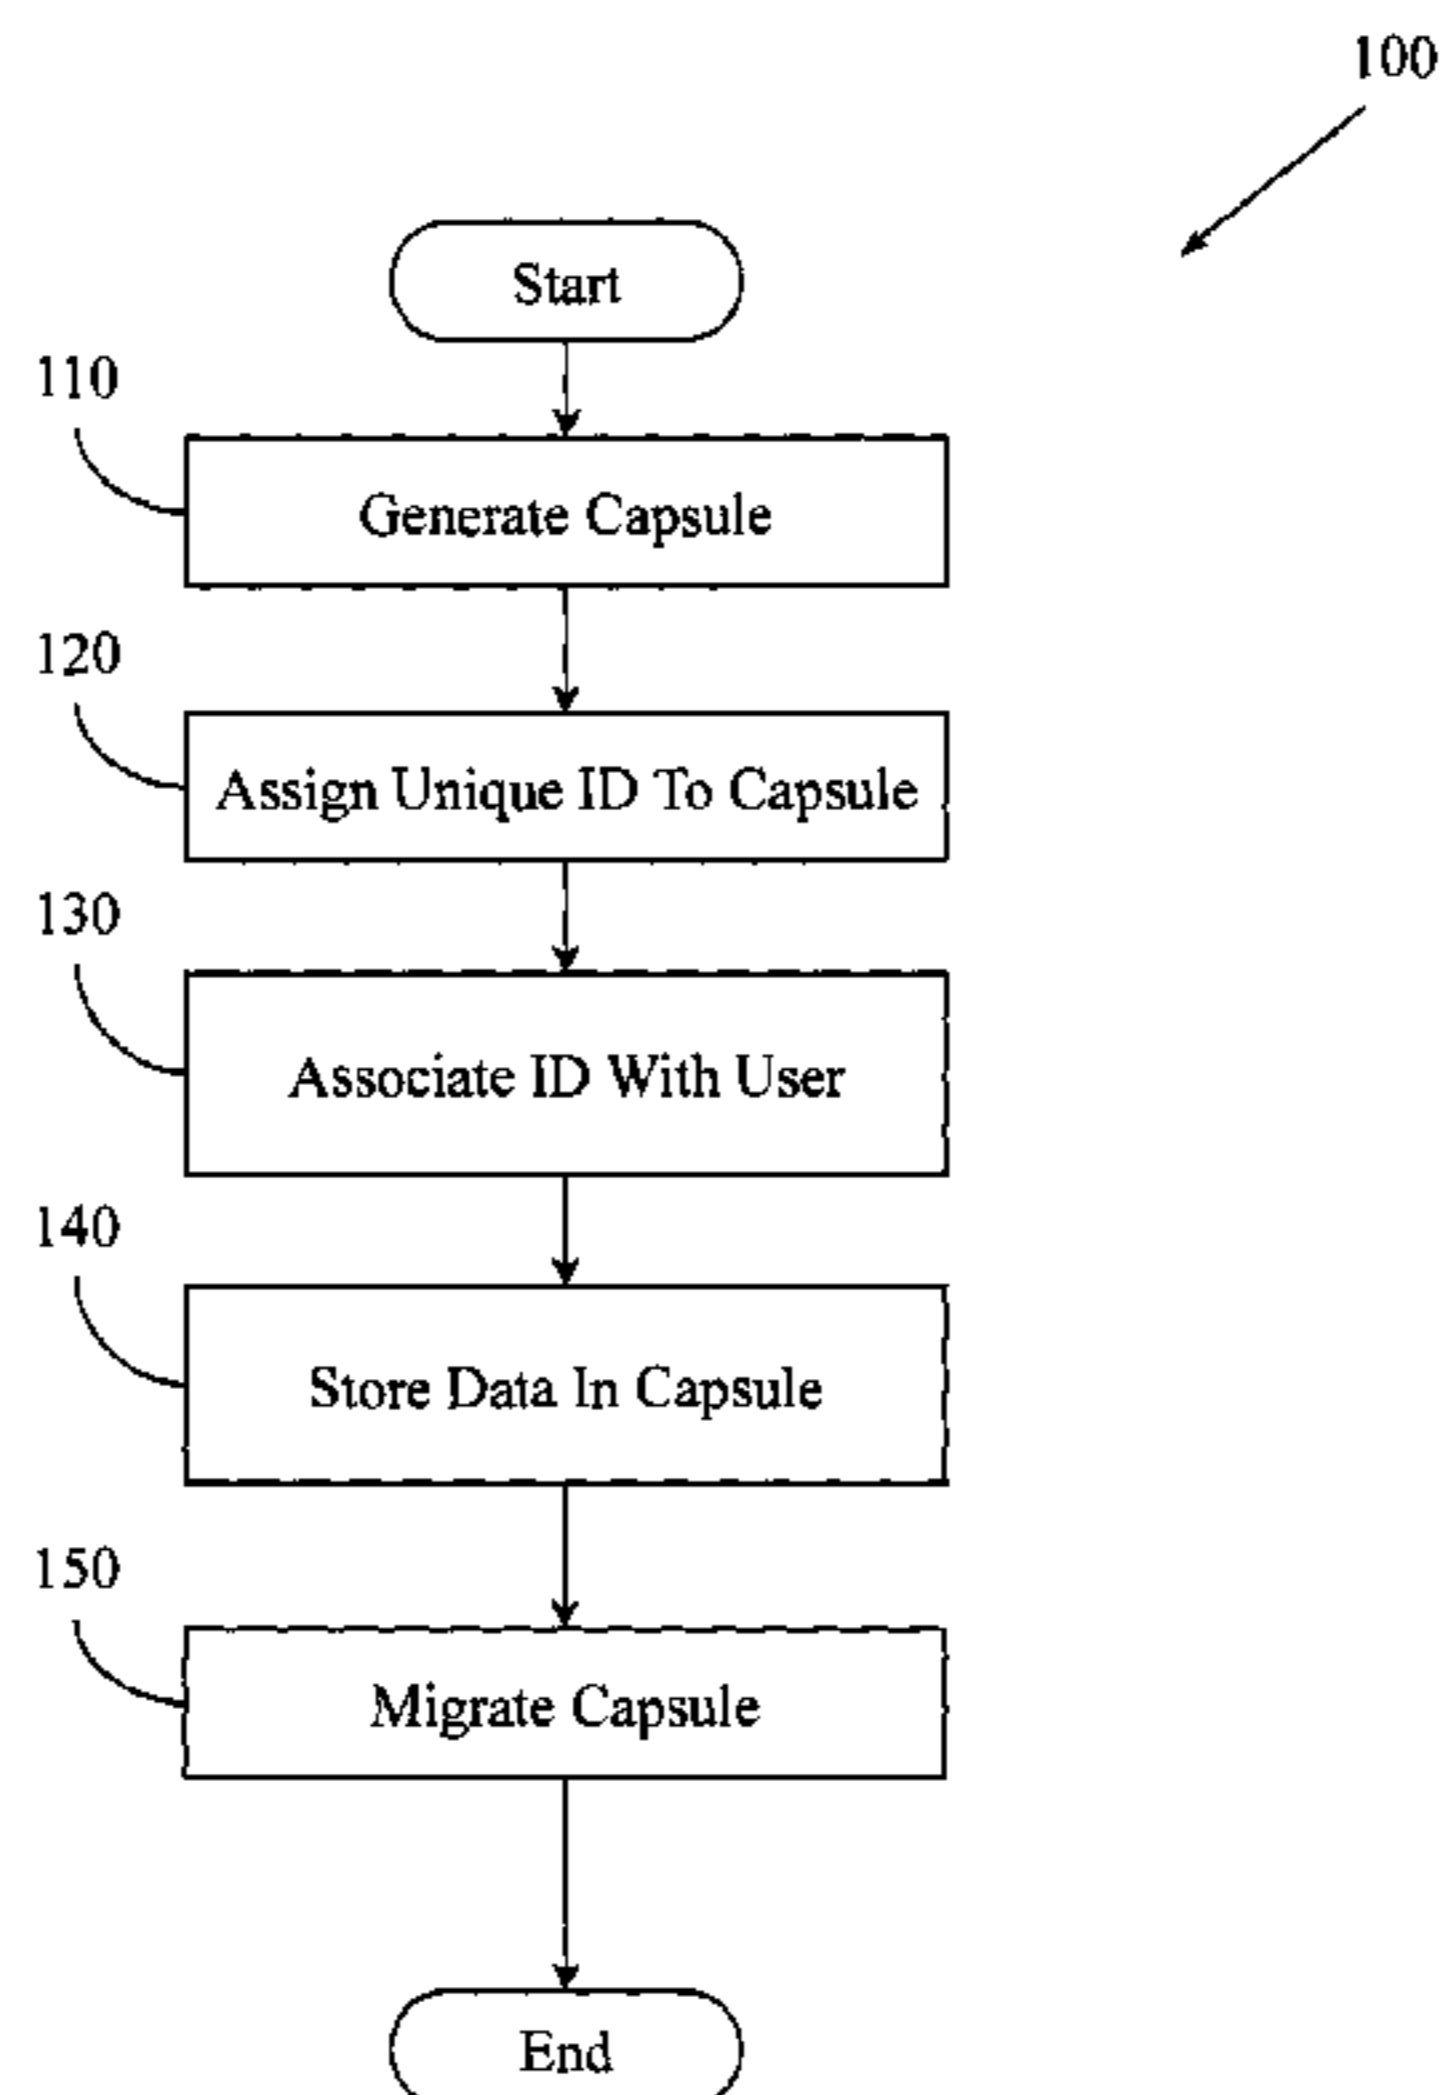 100
Start
110
Generate Capsule
120
Assign Unique ID To Capsule
130
Associate ID With User
140
Store Data In Capsule
150
Migrate Capsule
End